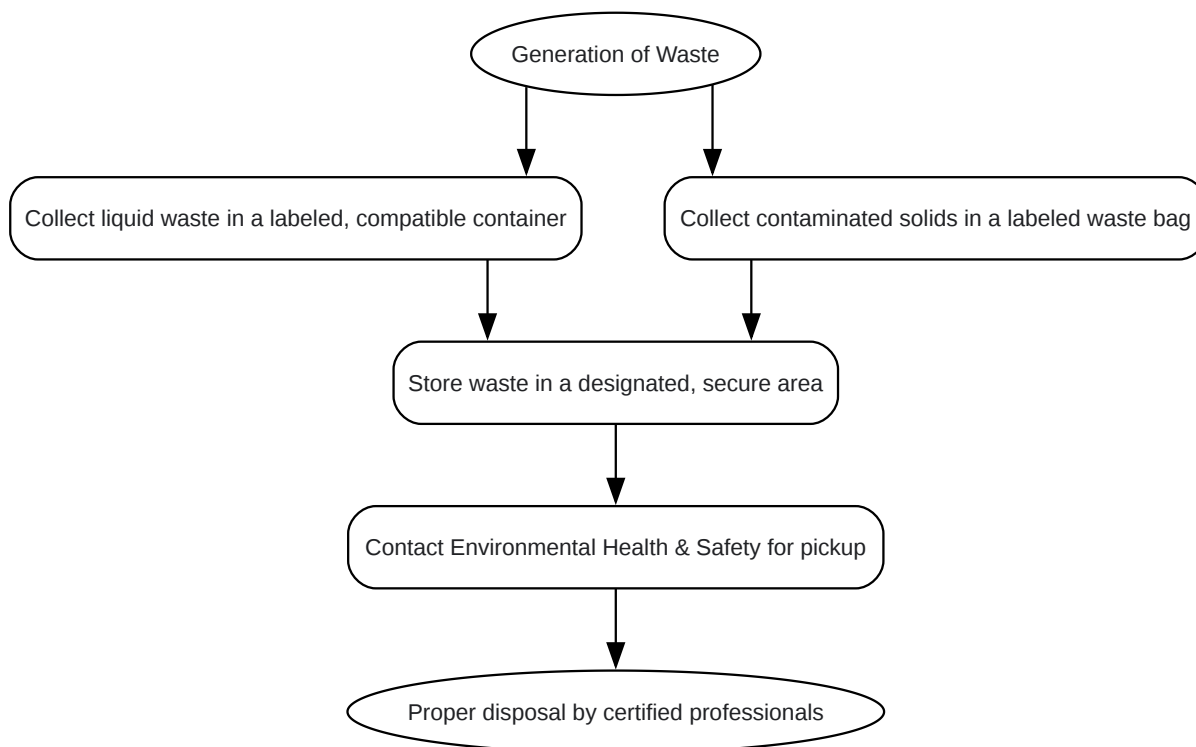 Generation of Waste
Collect liquid waste in a labeled, compatible container
Collect contaminated solids in a labeled waste bag
Store waste in a designated, secure area
Contact Environmental Health & Safety for pickup
Proper disposal by certified professionals